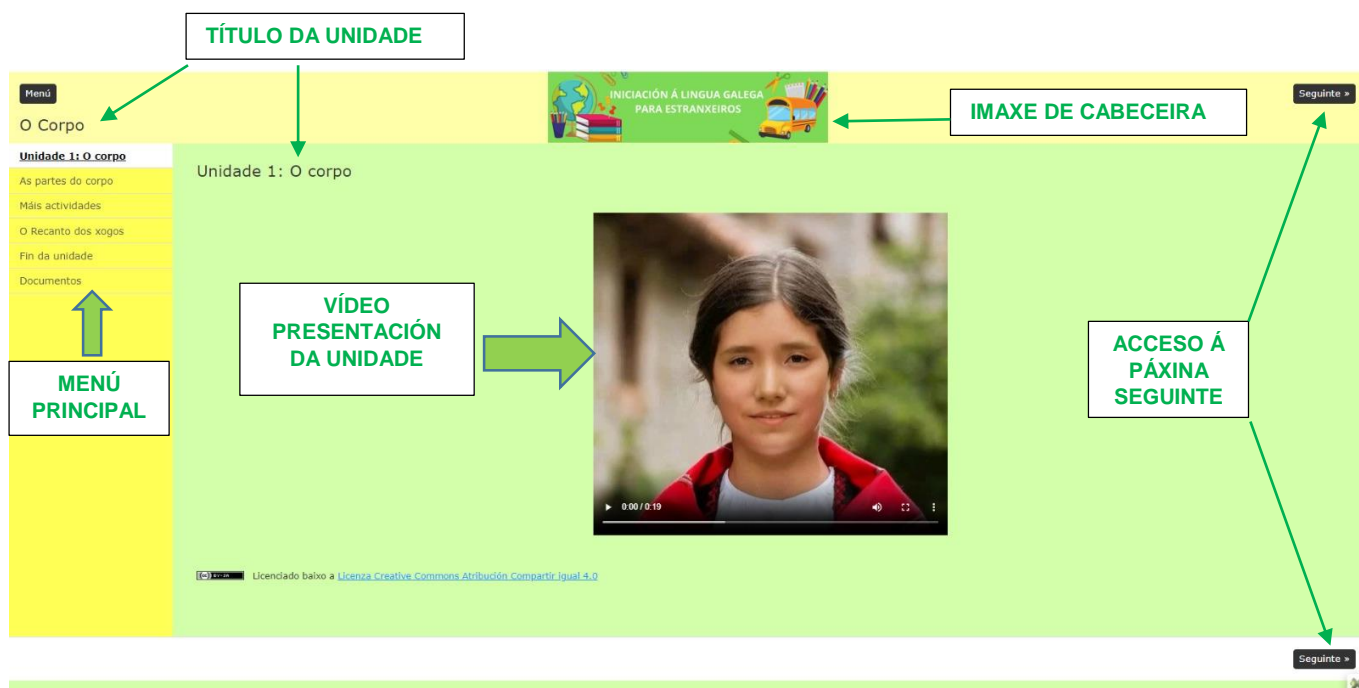 TÍTULO DA UNIDADE
Menú
INICIACIÓN Á LINGUA GALEGA
PARA ESTRANXEIROS
Seguinte »
IMAXE DE CABECEIRA
O Corpo
Unidade 1: O corpo
As partes do corpo
Máis actividades
O Recanto dos xogos
Fin da unidade
Documentos
Unidade 1: O corpo
VÍDEO
PRESENTACIÓN
DA UNIDADE
MENÚ
PRINCIPAL
ACCESO Á
PÁXINA
SEGUINTE
0:00 / 0:19
Licenciado baixo a Licenza Creative Commons Atribución Compartir igual 4.0
Seguinte »